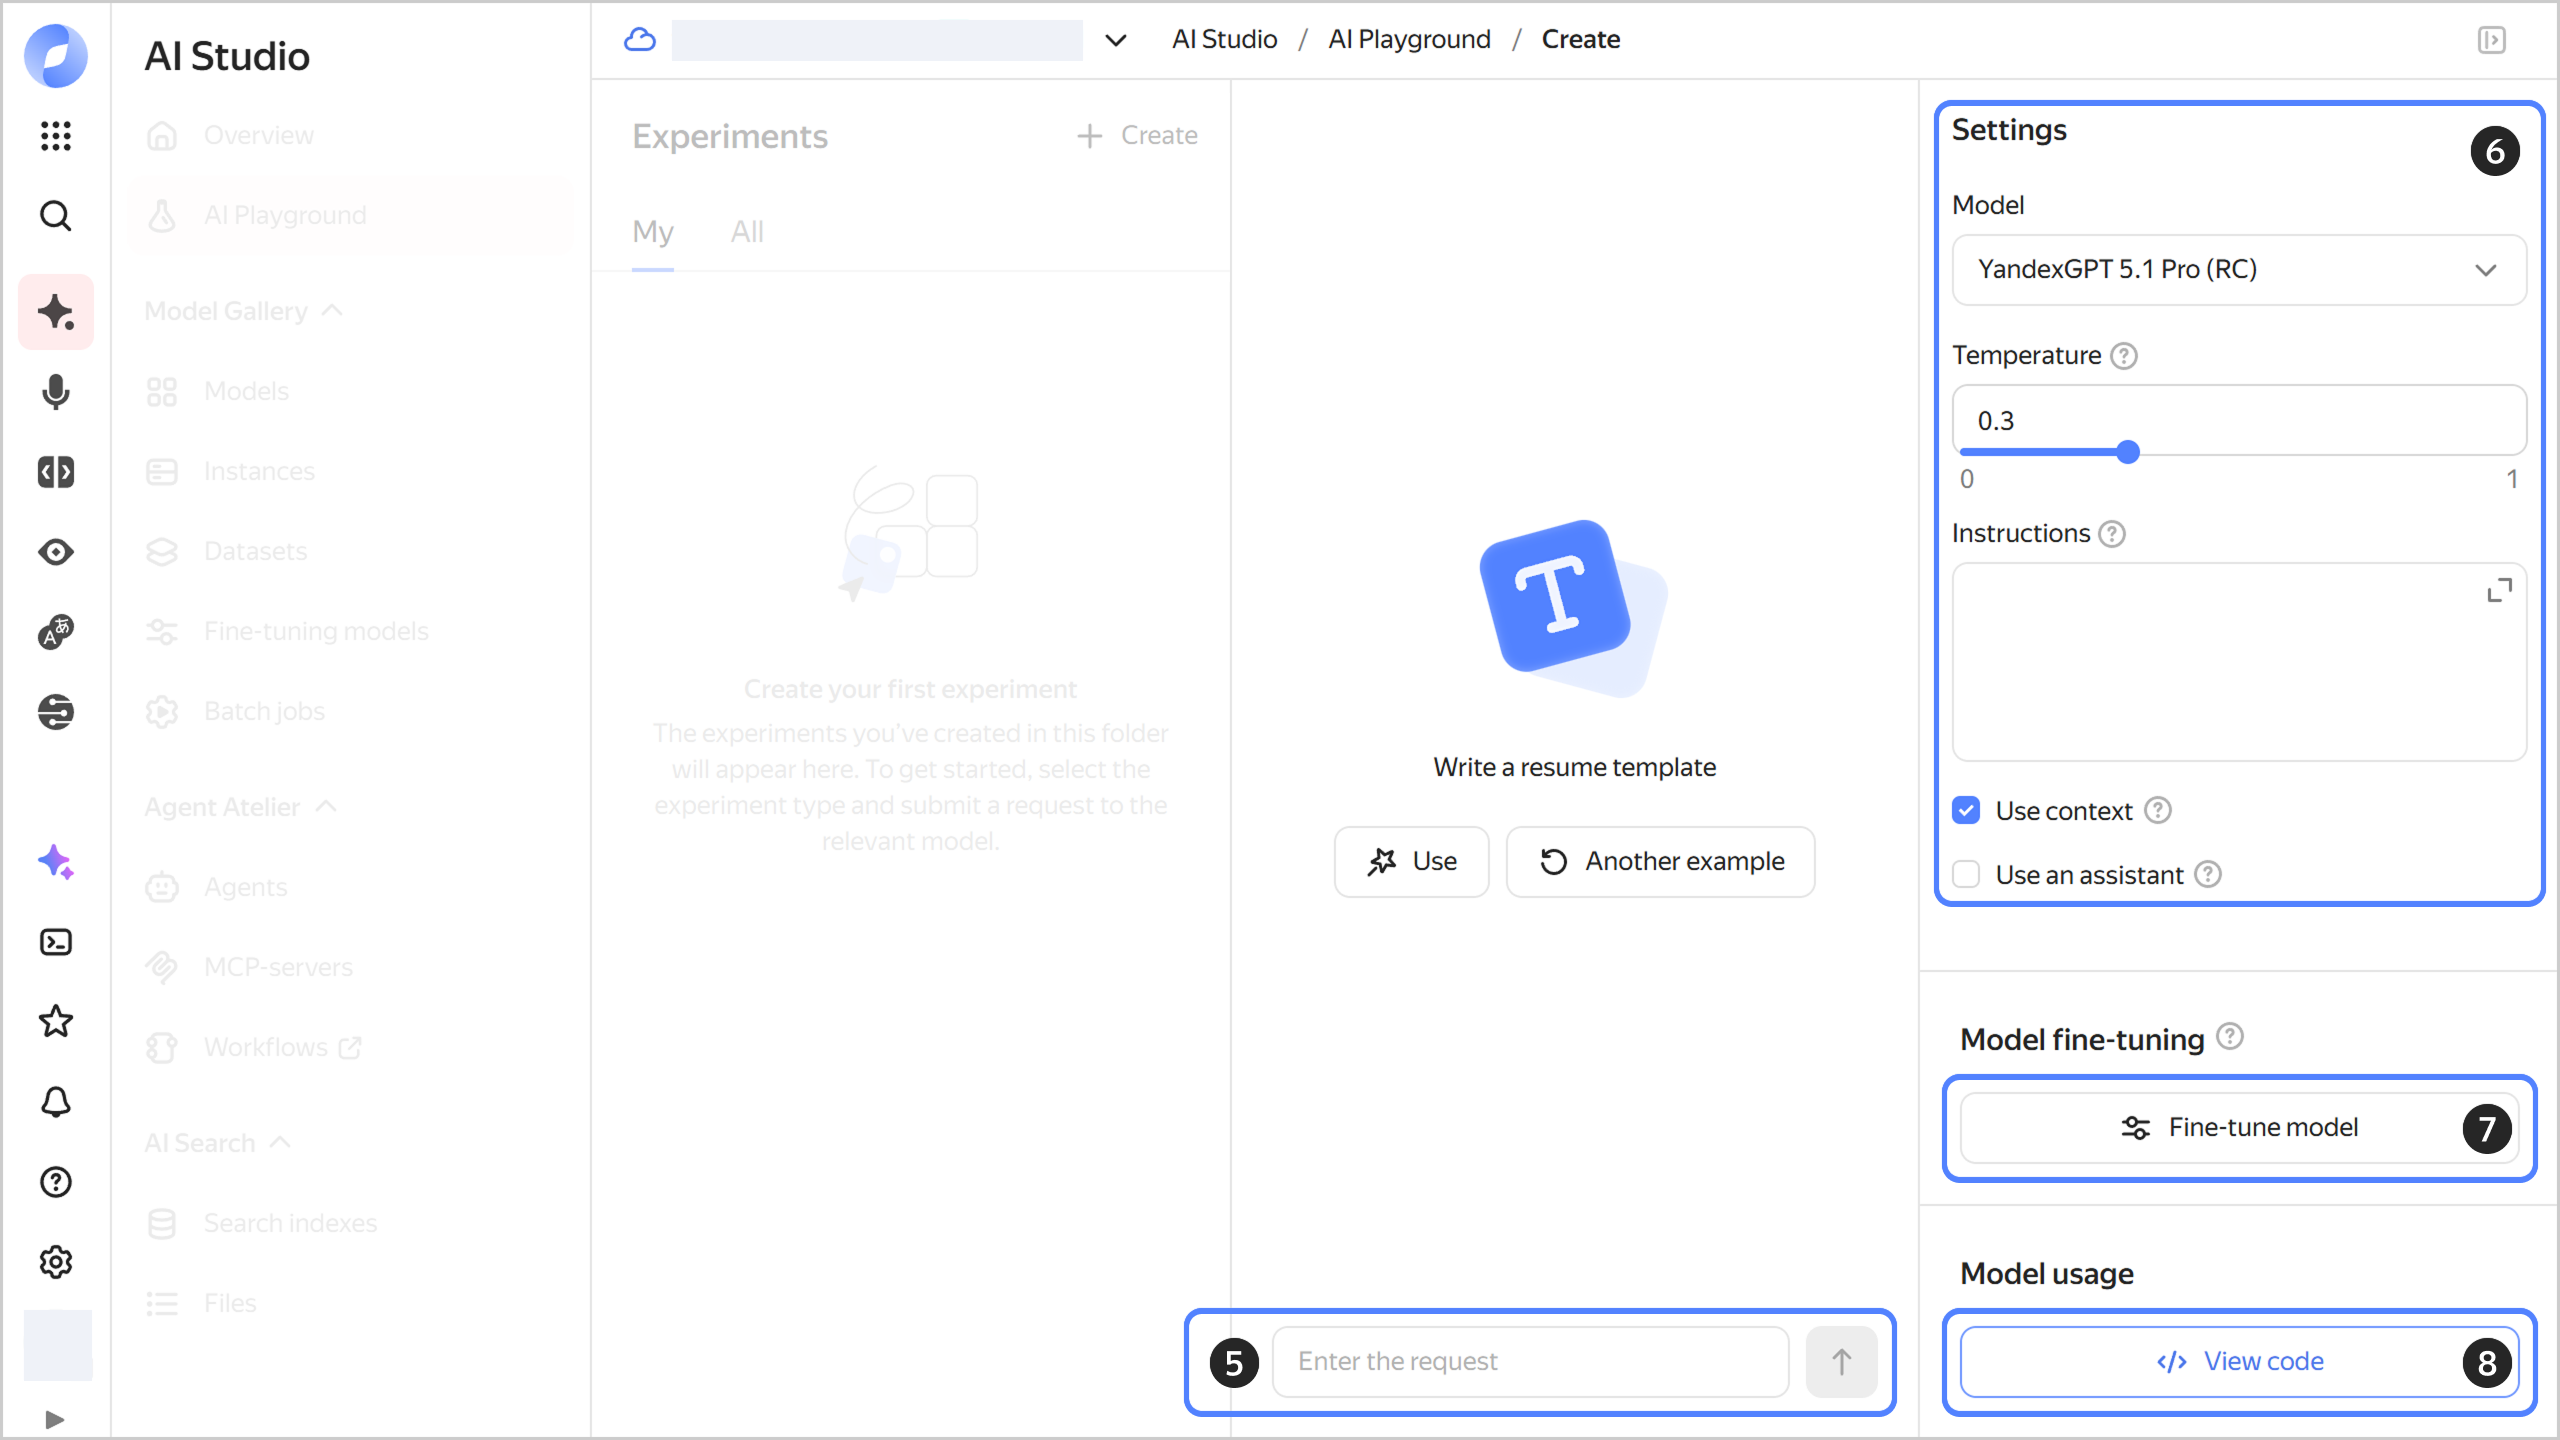 AI Studio
Overview
AI Playground
Model Gallery
Models
Instances
Datasets
Fine-tuning models
Batch jobs
Agent Atelier
Agents
MCP-servers
Workflows
AI Search
Search indexes
Files
AI Studio / AI Playground / Create
Experiments
Create
My
All
Create your first experiment
The experiments you've created in this folder
will appear here. To get started, select the
experiment type and submit a request to the
relevant model.
T
Write a resume template
Use
Another example
5
Enter the request
Settings
6
Model
YandexGPT 5.1 Pro (RC)
Temperature
0.3
0
1
Instructions
Use context
Use an assistant
Model fine-tuning
Fine-tune model
7
Model usage
View code
8